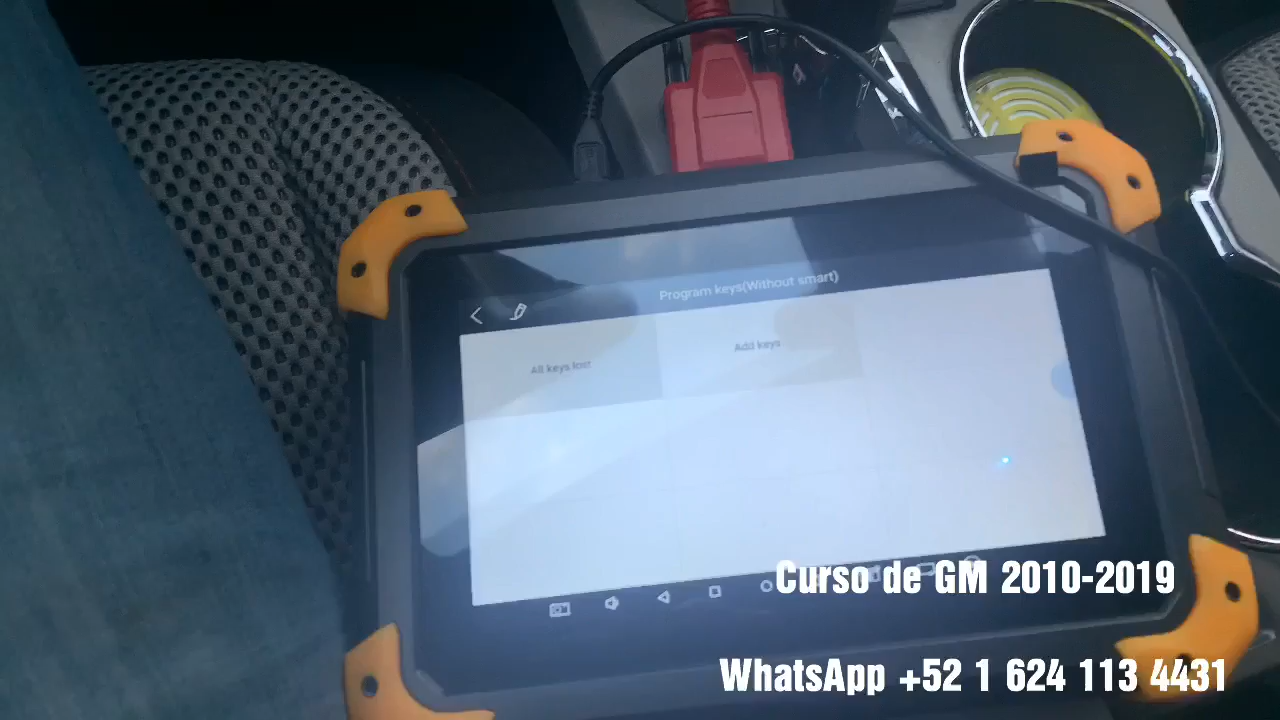 Program keys(Without smart)
All keys lost
Add keys
Curso de GM 2010-2019
WhatsApp +52 1 624 113 4431